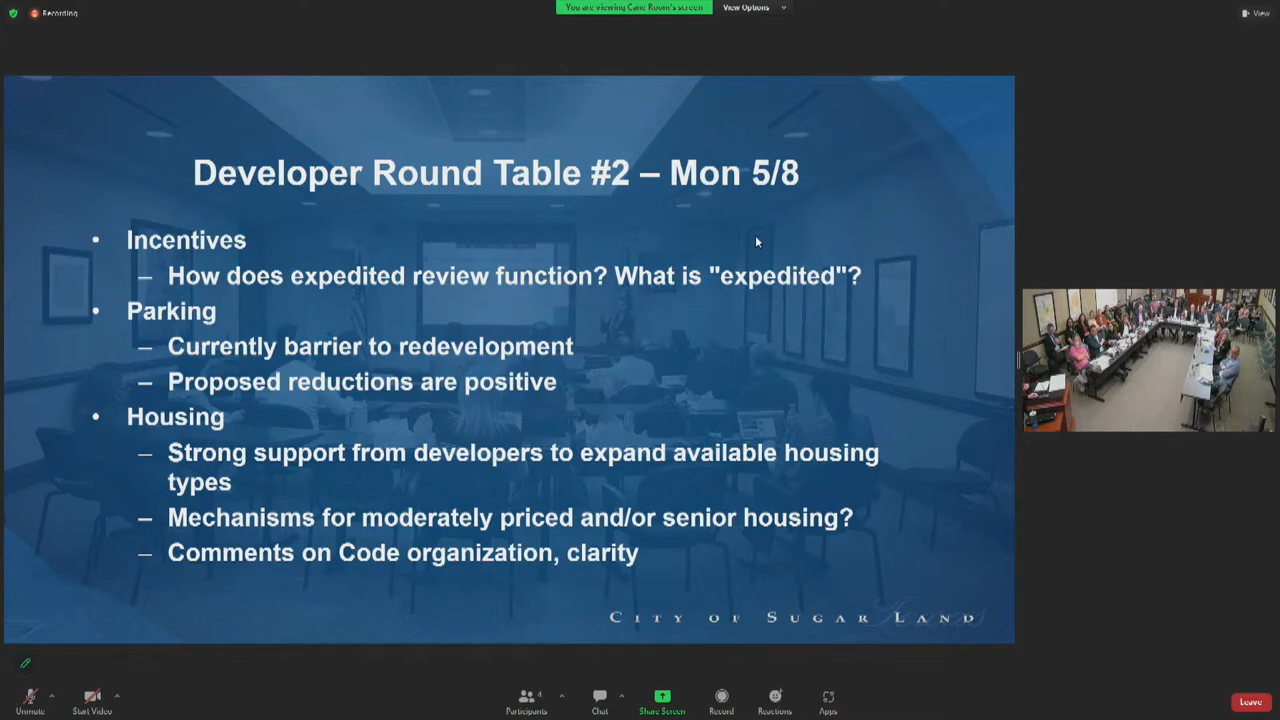 Recording
You are viewing Cane Room's screen
View Options
View
Developer Round Table #2 – Mon 5/8
• Incentives
– How does expedited review function? What is "expedited"?
• Parking
– Currently barrier to redevelopment
– Proposed reductions are positive
• Housing
– Strong support from developers to expand available housing
types
– Mechanisms for moderately priced and/or senior housing?
– Comments on Code organization, clarity
CITY OF SUGAR LAND
Unmute
Start Video
4
Participants
Chat
Share Screen
Record
Reactions
Apps
Leave